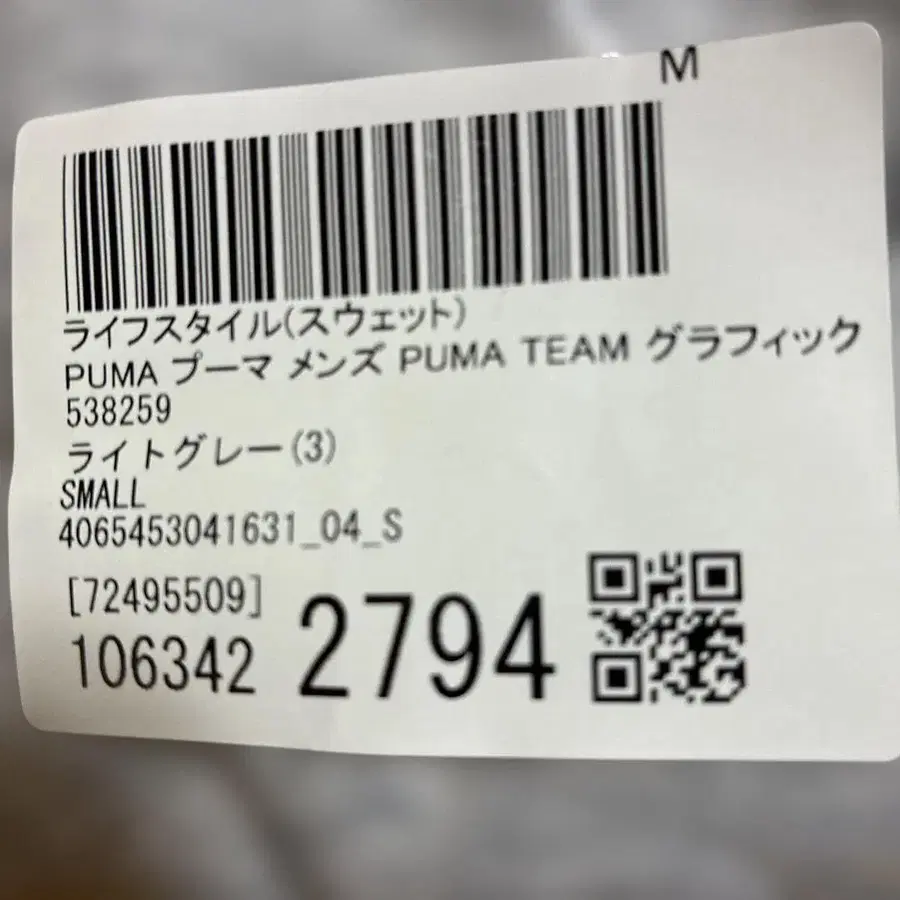 M
ライフスタイル(スウェット)
PUMA プーマ メンズ PUMA TEAM グラフィック
538259
ライトグレー(3)
SMALL
4065453041631_04_S
[72495509]
106342 2794